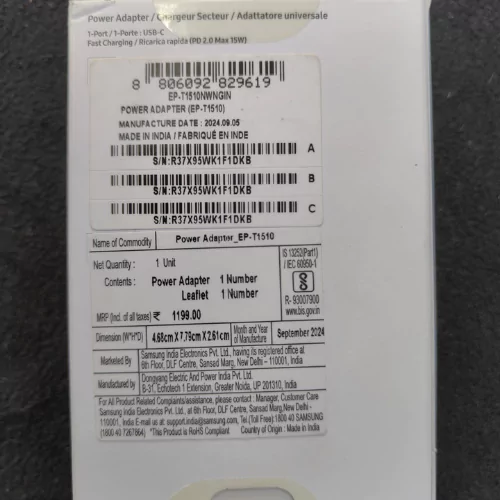 Power Adapter / Chargeur Secteur / Adattatore universale
1-Port / 1-Porte : USB-C
Fast Charging / Ricarica rapida (PD 2.0 Max 15W)
8 806092 829619
EP-T1510NWNGIN
POWER ADAPTER (EP-T1510)
MANUFACTURE DATE : 2024.09.05
MADE IN INDIA / FABRIQUÉ EN INDE
A
S/N:R37X95WK1F1DKB
B
S/N:R37X95WK1F1DKB
C
S/N:R37X95WK1F1DKB
Name of Commodity Power Adapter_EP-T1510
Net Quantity : 1 Unit
Contents : Power Adapter 1 Number
Leaflet 1 Number
MRP (Incl. of all taxes) ₹ 1199.00
IS 13252(Part1)
/ IEC 60950-1
R- 93007900
www.bis.gov.in
Dimension (W*H*D) 4.68cm X 7.79cm X 2.61cm Month and Year of Manufacture September 2024
Marketed By Samsung India Electronics Pvt. Ltd., having its registered office at
6th Floor, DLF Centre, Sansad Marg, New Delhi – 110001, India
Manufactured by Dongyang Electric And Power India Pvt. Ltd.
B-31, Ecotech 1 Extension, Greater Noida, UP 201310, India
For All Product Related Complaints/assistance, please contact : Manager, Customer Care
Samsung India Electronics Pvt. Ltd., at 6th Floor, DLF Centre, Sansad Marg,New Delhi -
110001, India E-mail us at: support.india@samsung.com, Tel.(Toll Free):1800 40 SAMSUNG
(1800 40 7267864) *This Product is RoHS Compliant Country of Origin : Made in India